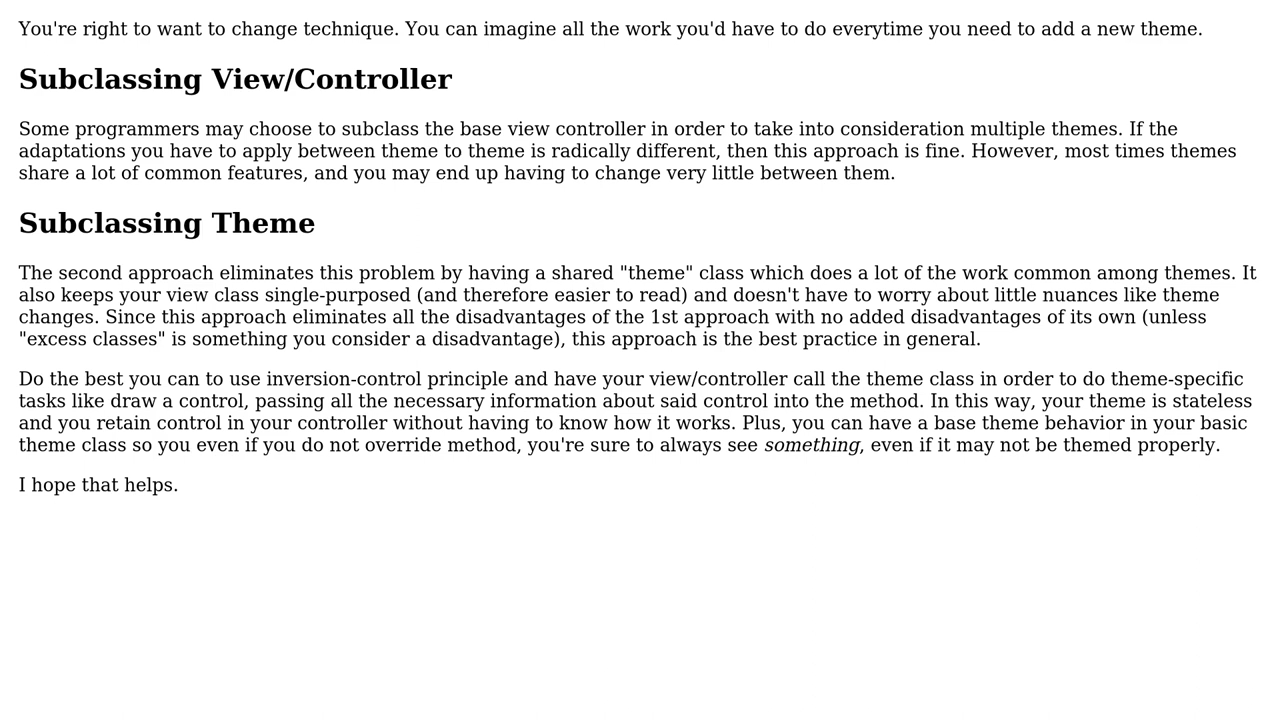 You're right to want to change technique. You can imagine all the work you'd have to do everytime you need to add a new theme.
Subclassing View/Controller
Some programmers may choose to subclass the base view controller in order to take into consideration multiple themes. If the
adaptations you have to apply between theme to theme is radically different, then this approach is fine. However, most times themes
share a lot of common features, and you may end up having to change very little between them.
Subclassing Theme
The second approach eliminates this problem by having a shared "theme" class which does a lot of the work common among themes. It
also keeps your view class single-purposed (and therefore easier to read) and doesn't have to worry about little nuances like theme
changes. Since this approach eliminates all the disadvantages of the 1st approach with no added disadvantages of its own (unless
"excess classes" is something you consider a disadvantage), this approach is the best practice in general.
Do the best you can to use inversion-control principle and have your view/controller call the theme class in order to do theme-specific
tasks like draw a control, passing all the necessary information about said control into the method. In this way, your theme is stateless
and you retain control in your controller without having to know how it works. Plus, you can have a base theme behavior in your basic
theme class so you even if you do not override method, you're sure to always see something, even if it may not be themed properly.
I hope that helps.